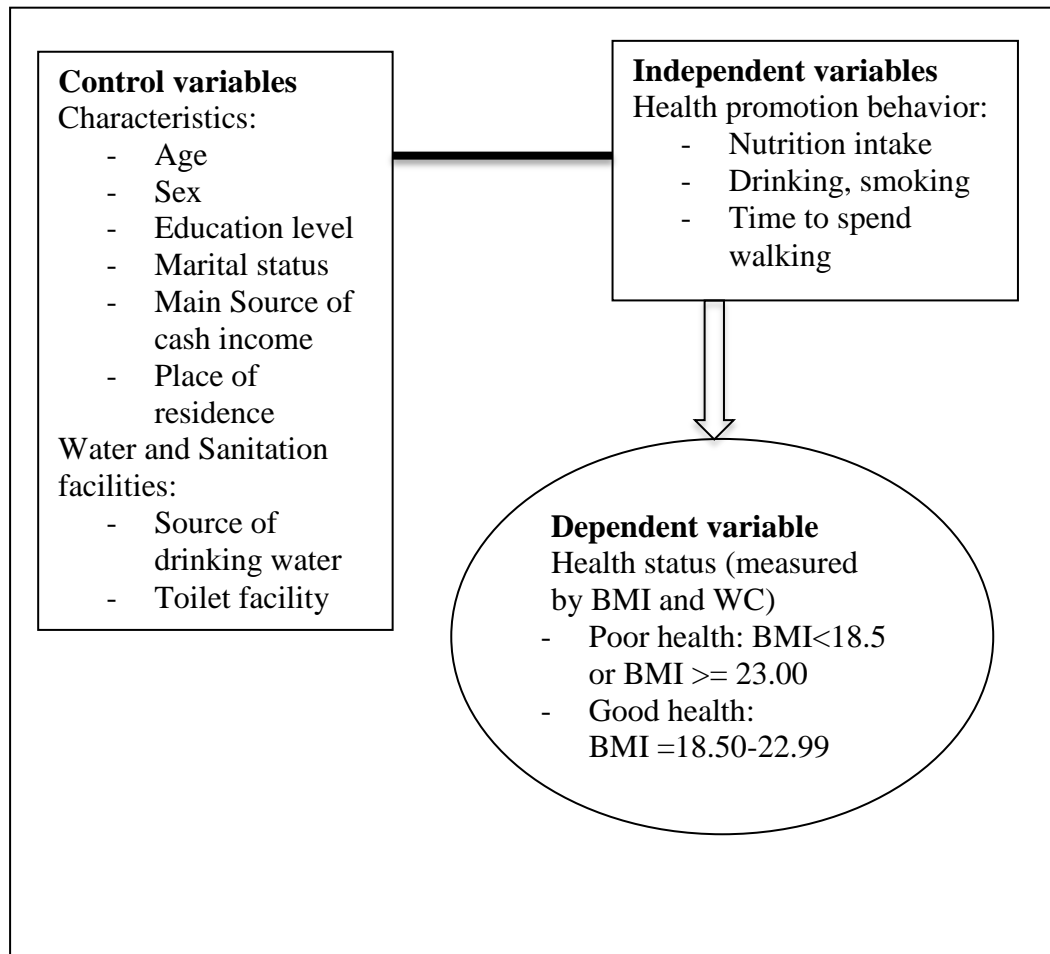 Control variables
Characteristics:
- Age
- Sex
- Education level
- Marital status
- Main Source of
cash income
- Place of
residence
Water and Sanitation
facilities:
- Source of
drinking water
- Toilet facility
Independent variables
Health promotion behavior:
- Nutrition intake
- Drinking, smoking
- Time to spend
walking
Dependent variable
Health status (measured
by BMI and WC)
- Poor health: BMI<18.5
or BMI >= 23.00
- Good health:
BMI =18.50-22.99